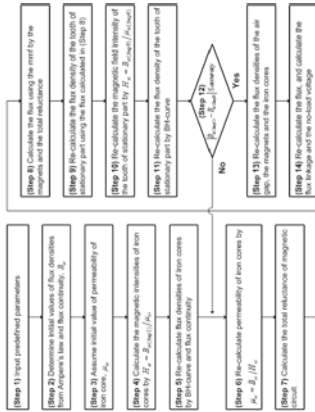 (Step 1) Input predefined parameters
(Step 2) Determine initial values of flux densities
from Ampere's law and flux continuity,
(Step 3) Assume initial value of permeability of
iron core,
(Step 4) Calculate the magnetic intensities of iron
cores by
(Step 5) Re-calculate flux densities of iron cores
by BH-curve and flux continuity
(Step 6) Re-calculate permeability of iron cores by
(Step 7) Calculate the total reluctance of magnetic
circuit
(Step 8) Calculate the flux using the mmf by the
magnets and the total reluctance
(Step 9) Re-calculate the flux density of the tooth of
stationary part using the flux calculated in (Step 8)
(Step 10) Re-calculate the magnetic field intensity of
the tooth of stationary part by
(Step 11) Re-calculate the flux density of the tooth of
stationary part by BH-curve
(Step 12)
No
Yes
(Step 13) Re-calculate the flux densities of the air
gap, the magnets and the iron cores
(Step 14) Re-calculate the flux, and calculate the
flux linkage and the no-load voltage